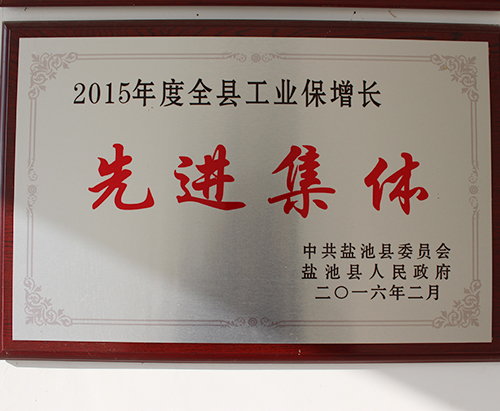 2015年度全县工业保增长
先进集体
中共盐池县委员会
盐池县人民政府
二〇一六年二月